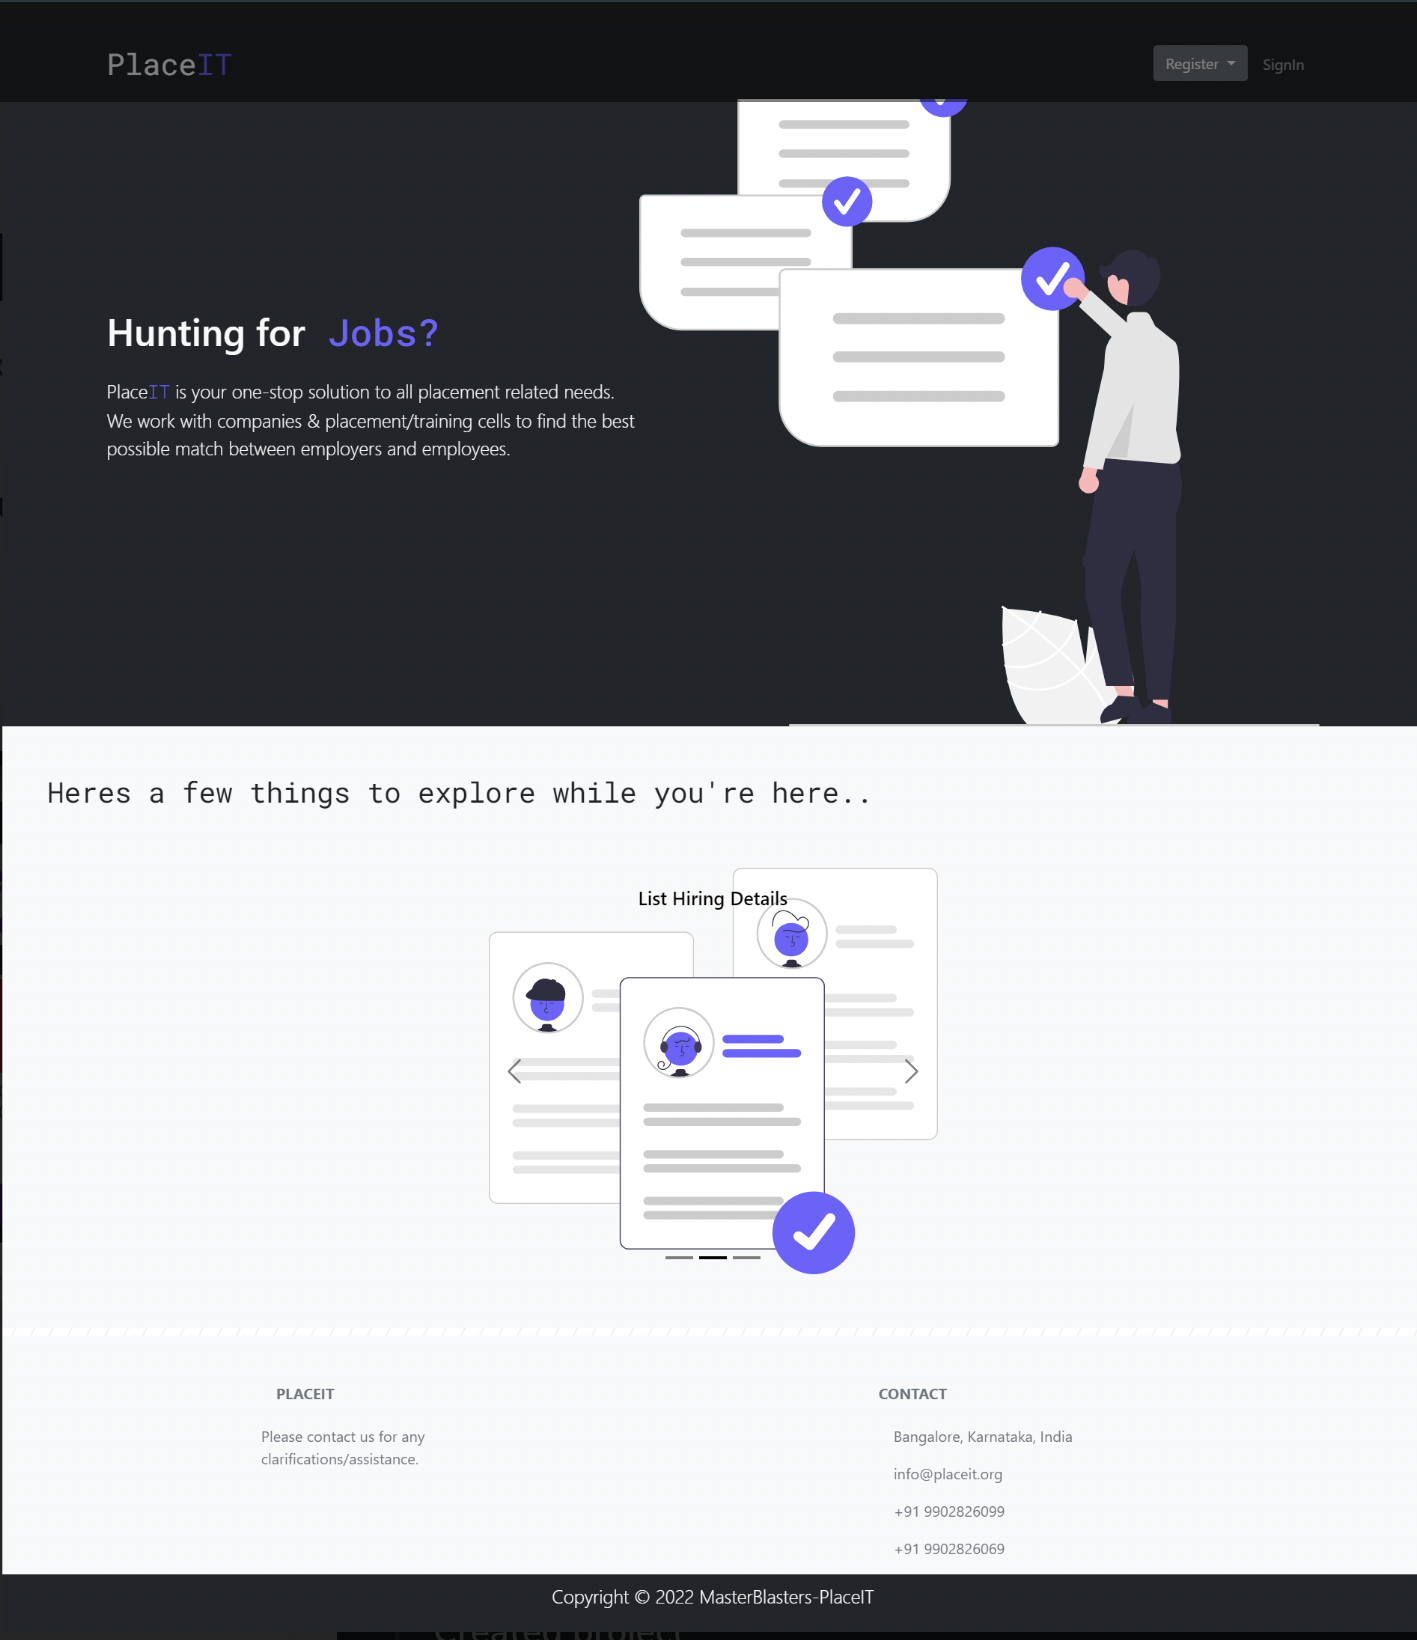 PlaceIT
Register
SignIn
Hunting for Jobs?
PlaceIT is your one-stop solution to all placement related needs.
We work with companies & placement/training cells to find the best
possible match between employers and employees.
Heres a few things to explore while you're here..
List Hiring Details
PLACEIT
Please contact us for any
clarifications/assistance.
CONTACT
Bangalore, Karnataka, India
info@placeit.org
+91 9902826099
+91 9902826069
Copyright © 2022 MasterBlasters-PlaceIT
Created project